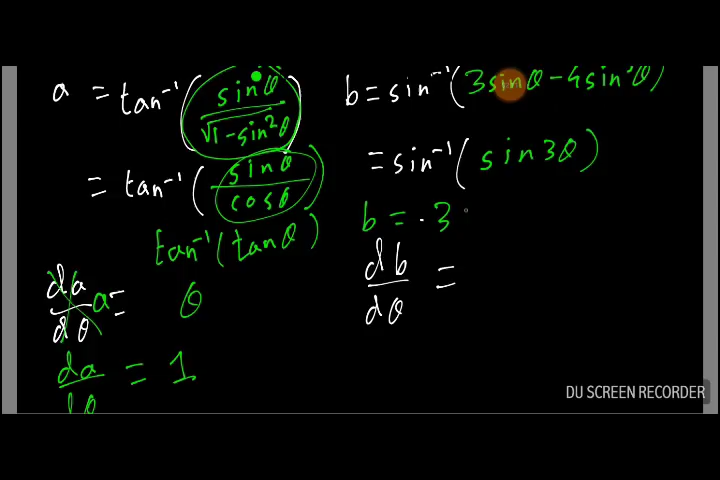 a = tan⁻¹(sinθ/√1-sin²θ)
= tan⁻¹(sinθ/cosθ)
tan⁻¹(tanθ)
da/dθ a = θ
da/dθ = 1
b = sin⁻¹(3sinθ-4sin³θ)
= sin⁻¹(sin3θ)
b = 3
db/dθ =
DU SCREEN RECORDER